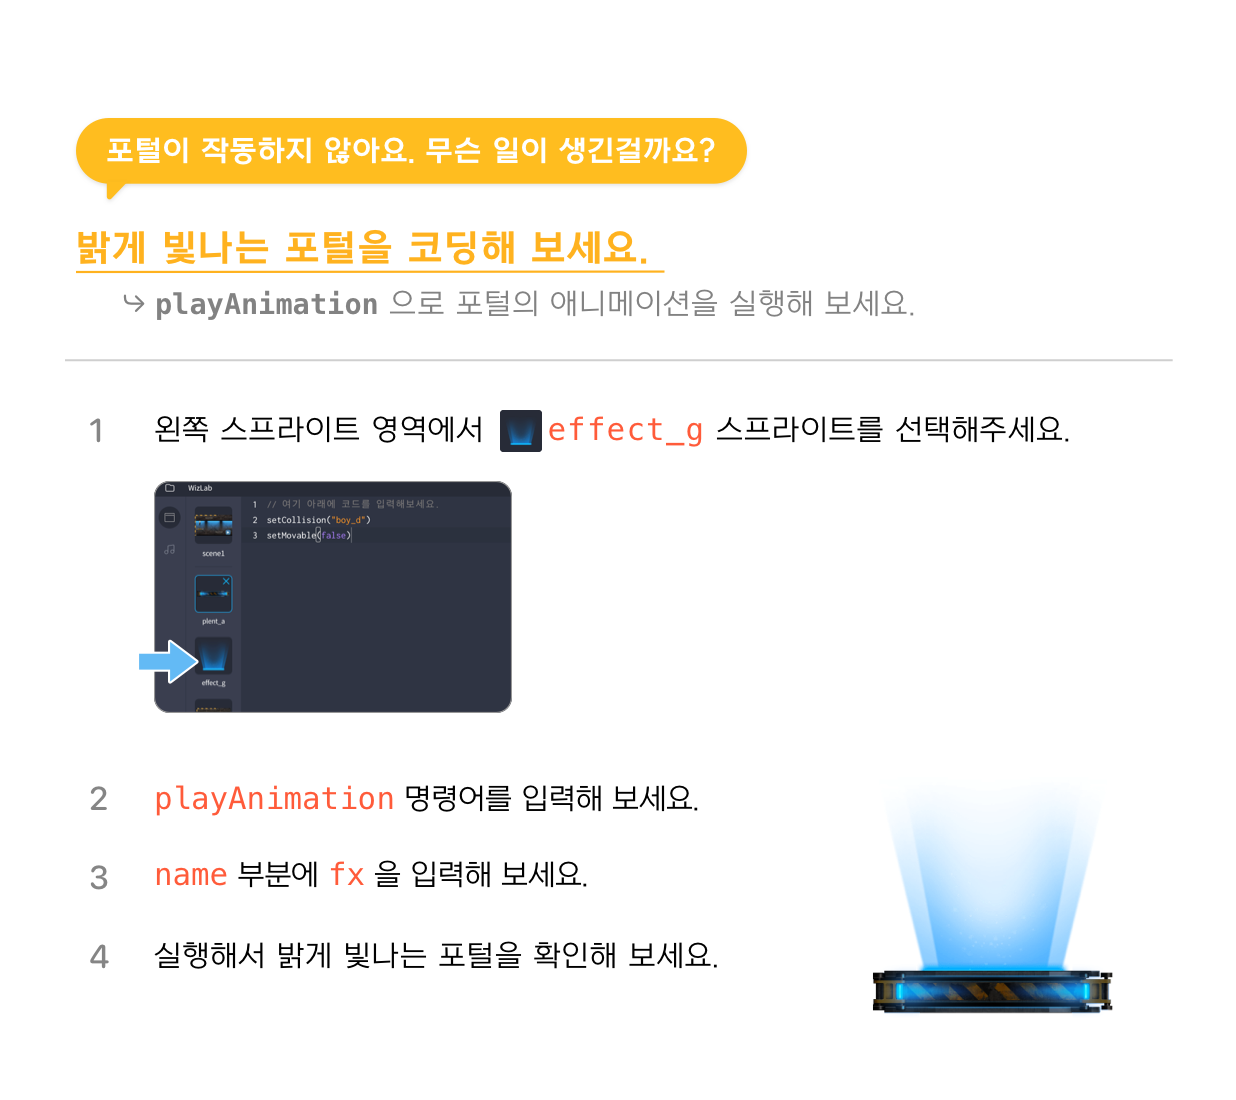 포털이 작동하지 않아요. 무슨 일이 생긴걸까요?
밝게 빛나는 포털을 코딩해 보세요.
playAnimation 으로 포털의 애니메이션을 실행해 보세요.
1 왼쪽 스프라이트 영역에서 effect_g 스프라이트를 선택해주세요.
WizLab
1 // 여기 아래에 코드를 입력해보세요.
2 setCollision("boy_d")
3 setMovable(false)
scene1
plent_a
effect_g
2 playAnimation 명령어를 입력해 보세요.
3 name 부분에 fx 을 입력해 보세요.
4 실행해서 밝게 빛나는 포털을 확인해 보세요.